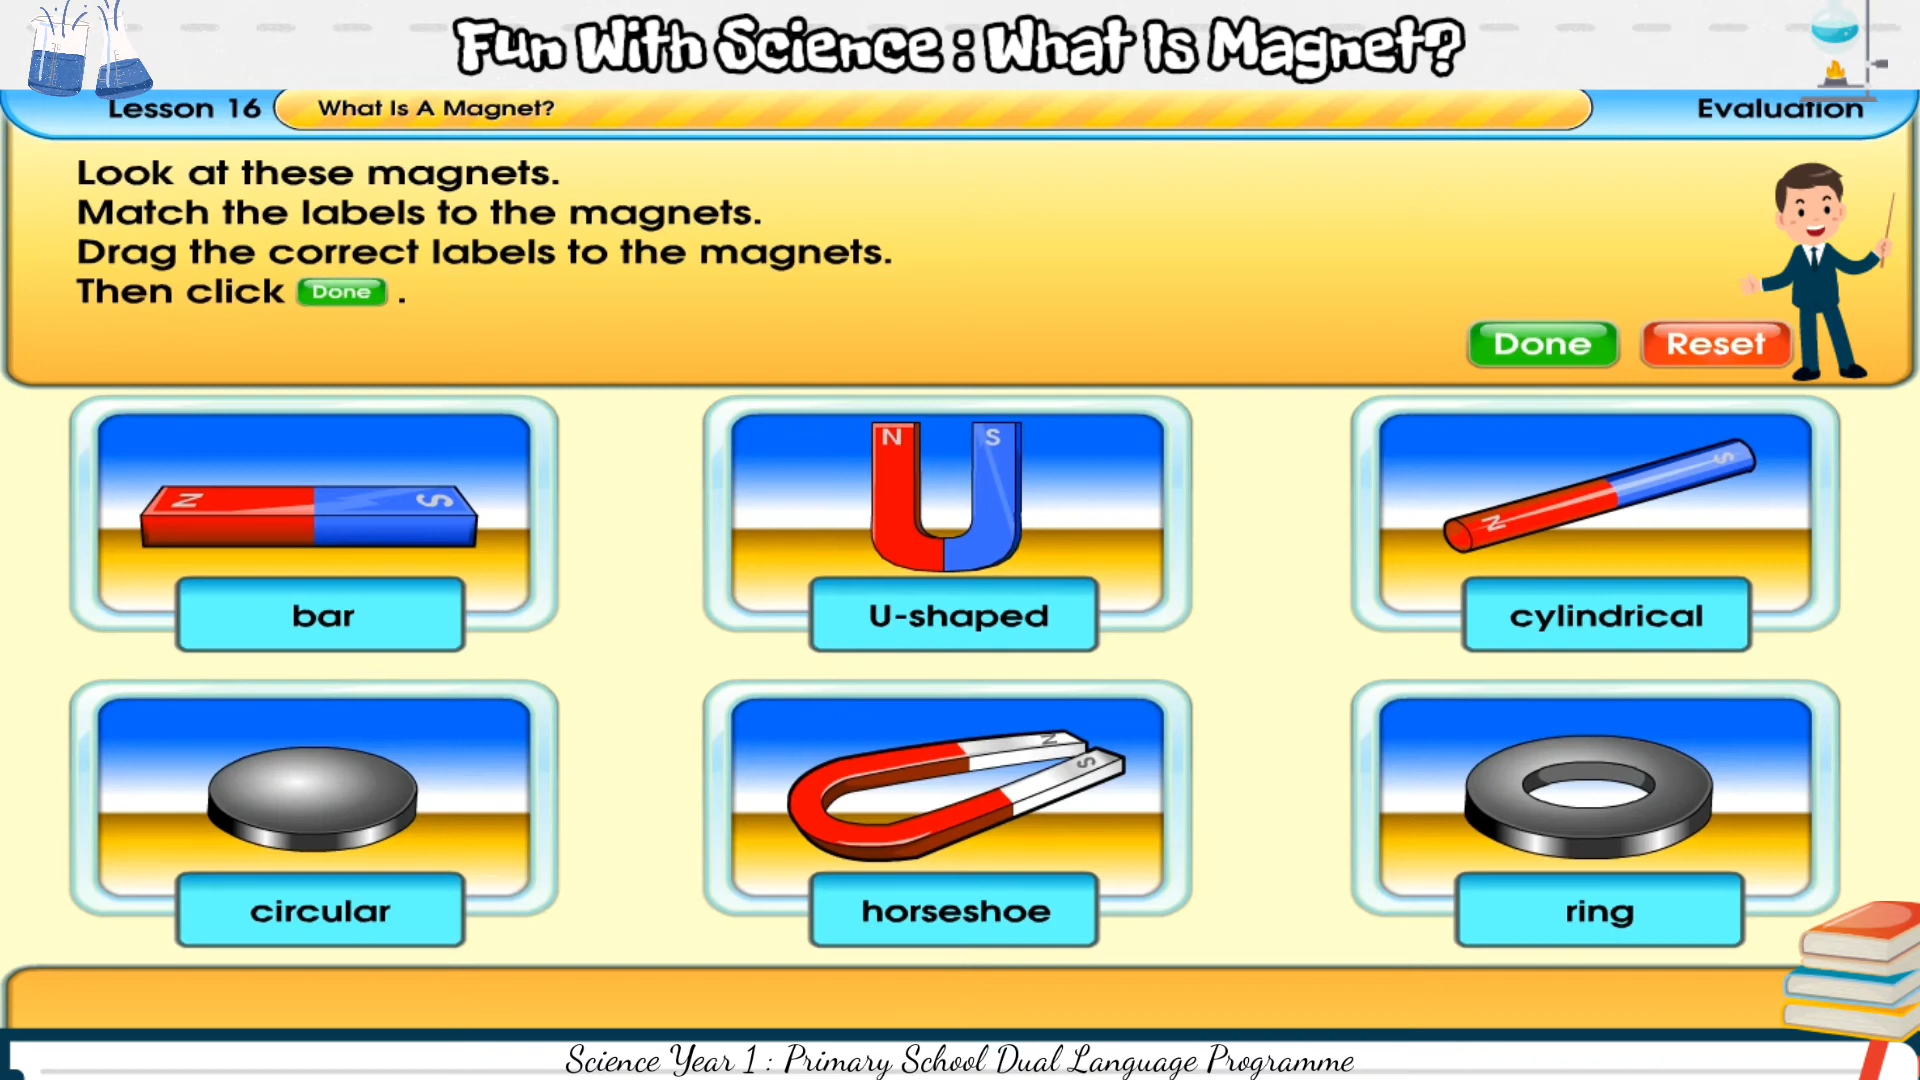 Fun With Science : What Is Magnet?
Lesson 16
What Is A Magnet?
Evaluation
Look at these magnets.
Match the labels to the magnets.
Drag the correct labels to the magnets.
Then click Done .
Done
Reset
N
S
N
S
N
S
bar
U-shaped
cylindrical
N
S
circular
horseshoe
ring
Science Year 1 : Primary School Dual Language Programme